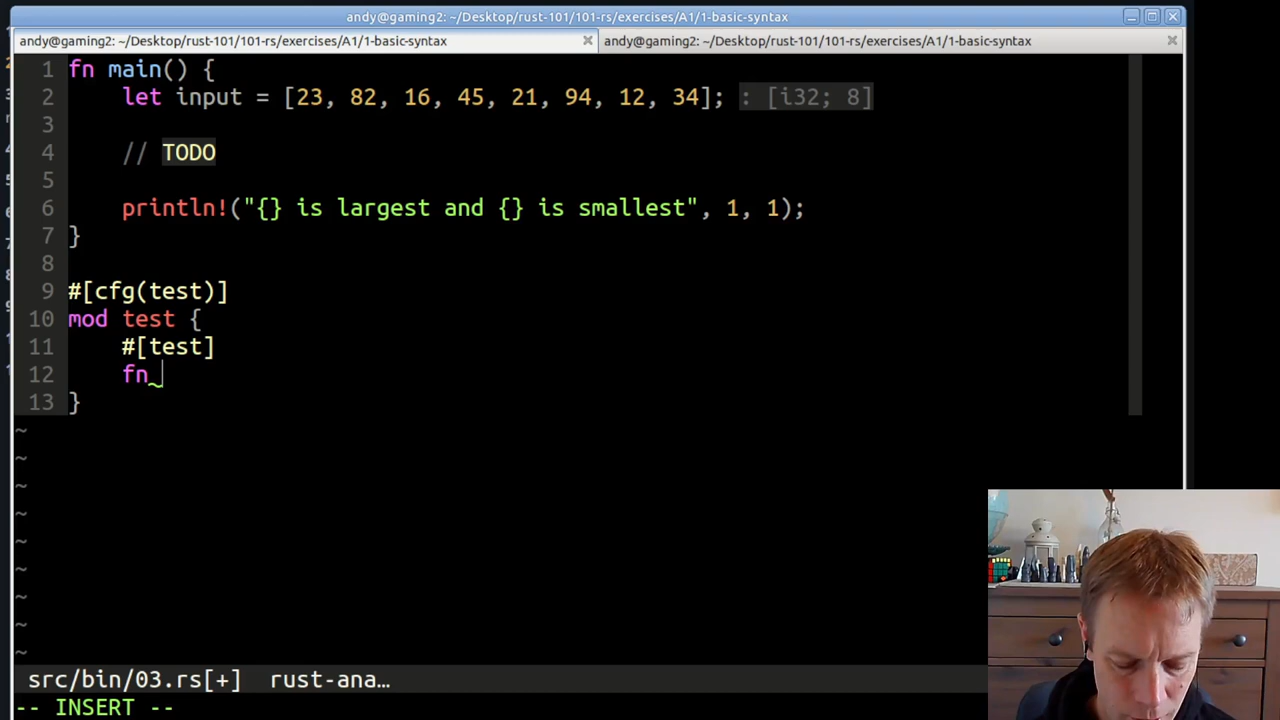 andy@gaming2: ~/Desktop/rust-101/101-rs/exercises/A1/1-basic-syntax
andy@gaming2: ~/Desktop/rust-101/101-rs/exercises/A1/1-basic-syntax
andy@gaming2: ~/Desktop/rust-101/101-rs/exercises/A1/1-basic-syntax
1 fn main() {
2     let input = [23, 82, 16, 45, 21, 94, 12, 34]; : [i32; 8]
3
4     // TODO
5
6     println!("{} is largest and {} is smallest", 1, 1);
7 }
8
9 #[cfg(test)]
10 mod test {
11     #[test]
12     fn
13 }
~
~
~
~
~
~
~
~
~
src/bin/03.rs[+] rust-ana…
-- INSERT --